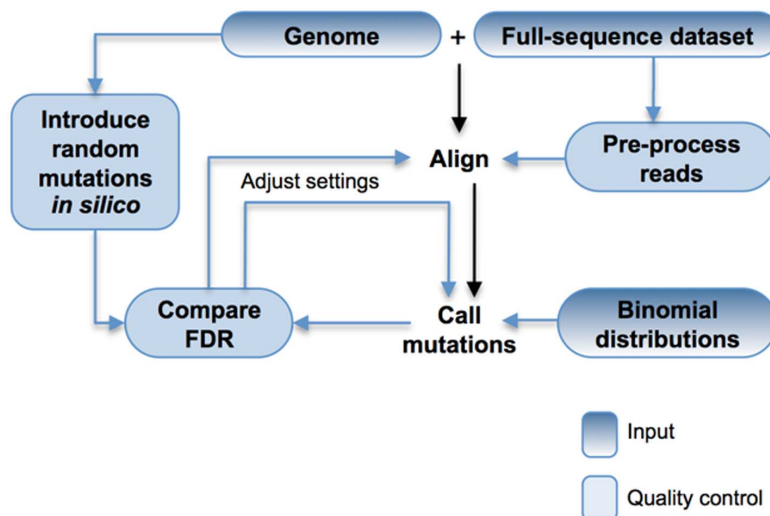 Genome
+
Full-sequence dataset
Introduce
random
mutations
in silico
Align
Pre-process
reads
Adjust settings
Compare
FDR
Call
mutations
Binomial
distributions
Input
Quality control